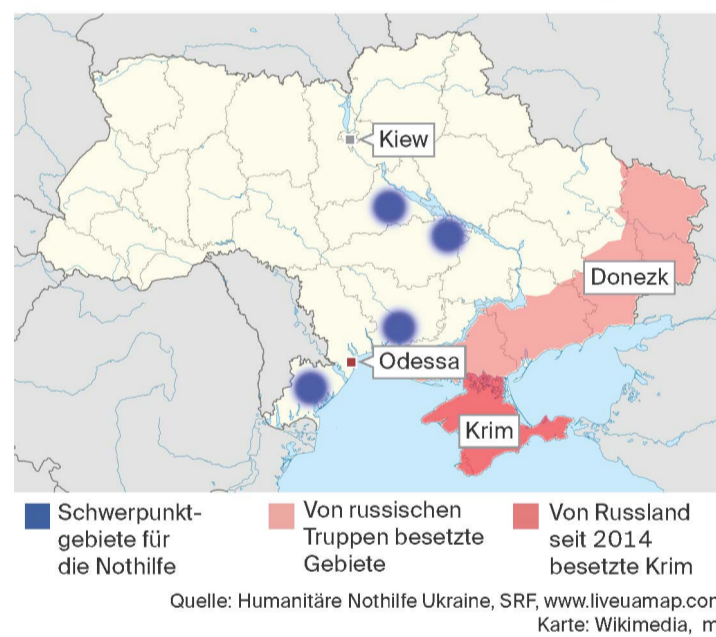 Kiew
Donezk
Odessa
Krim
Schwerpunkt-
gebiete für
die Nothilfe
Von russischen
Truppen besetzte
Gebiete
Von Russland
seit 2014
besetzte Krim
Quelle: Humanitäre Nothilfe Ukraine, SRF, www.liveuamap.com
Karte: Wikimedia,